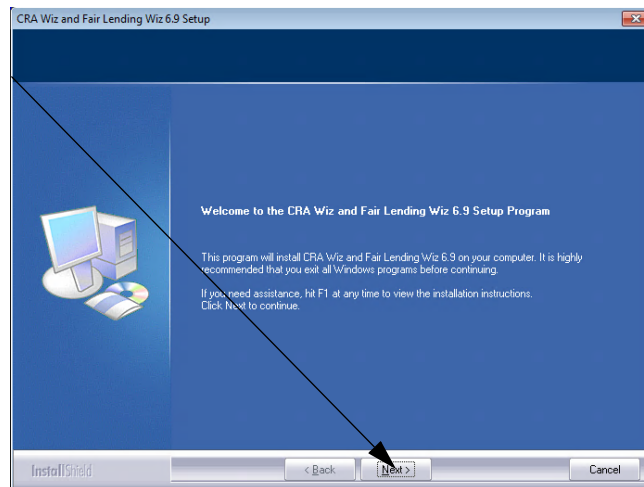 CRA Wiz and Fair Lending Wiz 6.9 Setup
Welcome to the CRA Wiz and Fair Lending Wiz 6.9 Setup Program
This program will install CRA Wiz and Fair Lending Wiz 6.9 on your computer. It is highly
recommended that you exit all Windows programs before continuing.
If you need assistance, hit F1 at any time to view the installation instructions.
Click Next to continue.
InstallShield
< Back
Next >
Cancel